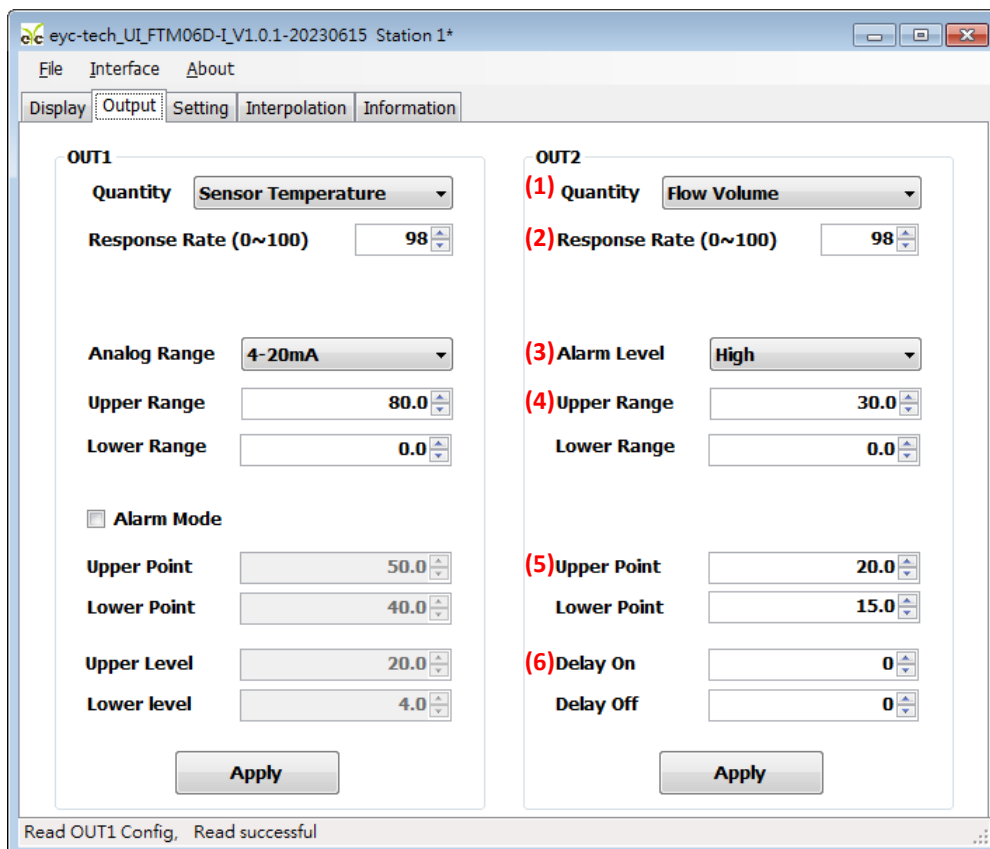 eyc-tech_UI_FTM06D-I_V1.0.1-20230615 Station 1*
File Interface About
Display Output Setting Interpolation Information
OUT1
Quantity Sensor Temperature
Response Rate (0~100) 98
Analog Range 4-20mA
Upper Range 80.0
Lower Range 0.0
Alarm Mode
Upper Point 50.0
Lower Point 40.0
Upper Level 20.0
Lower level 4.0
Apply
OUT2
(1) Quantity Flow Volume
(2) Response Rate (0~100) 98
(3) Alarm Level High
(4) Upper Range 30.0
Lower Range 0.0
(5) Upper Point 20.0
Lower Point 15.0
(6) Delay On 0
Delay Off 0
Apply
Read OUT1 Config, Read successful